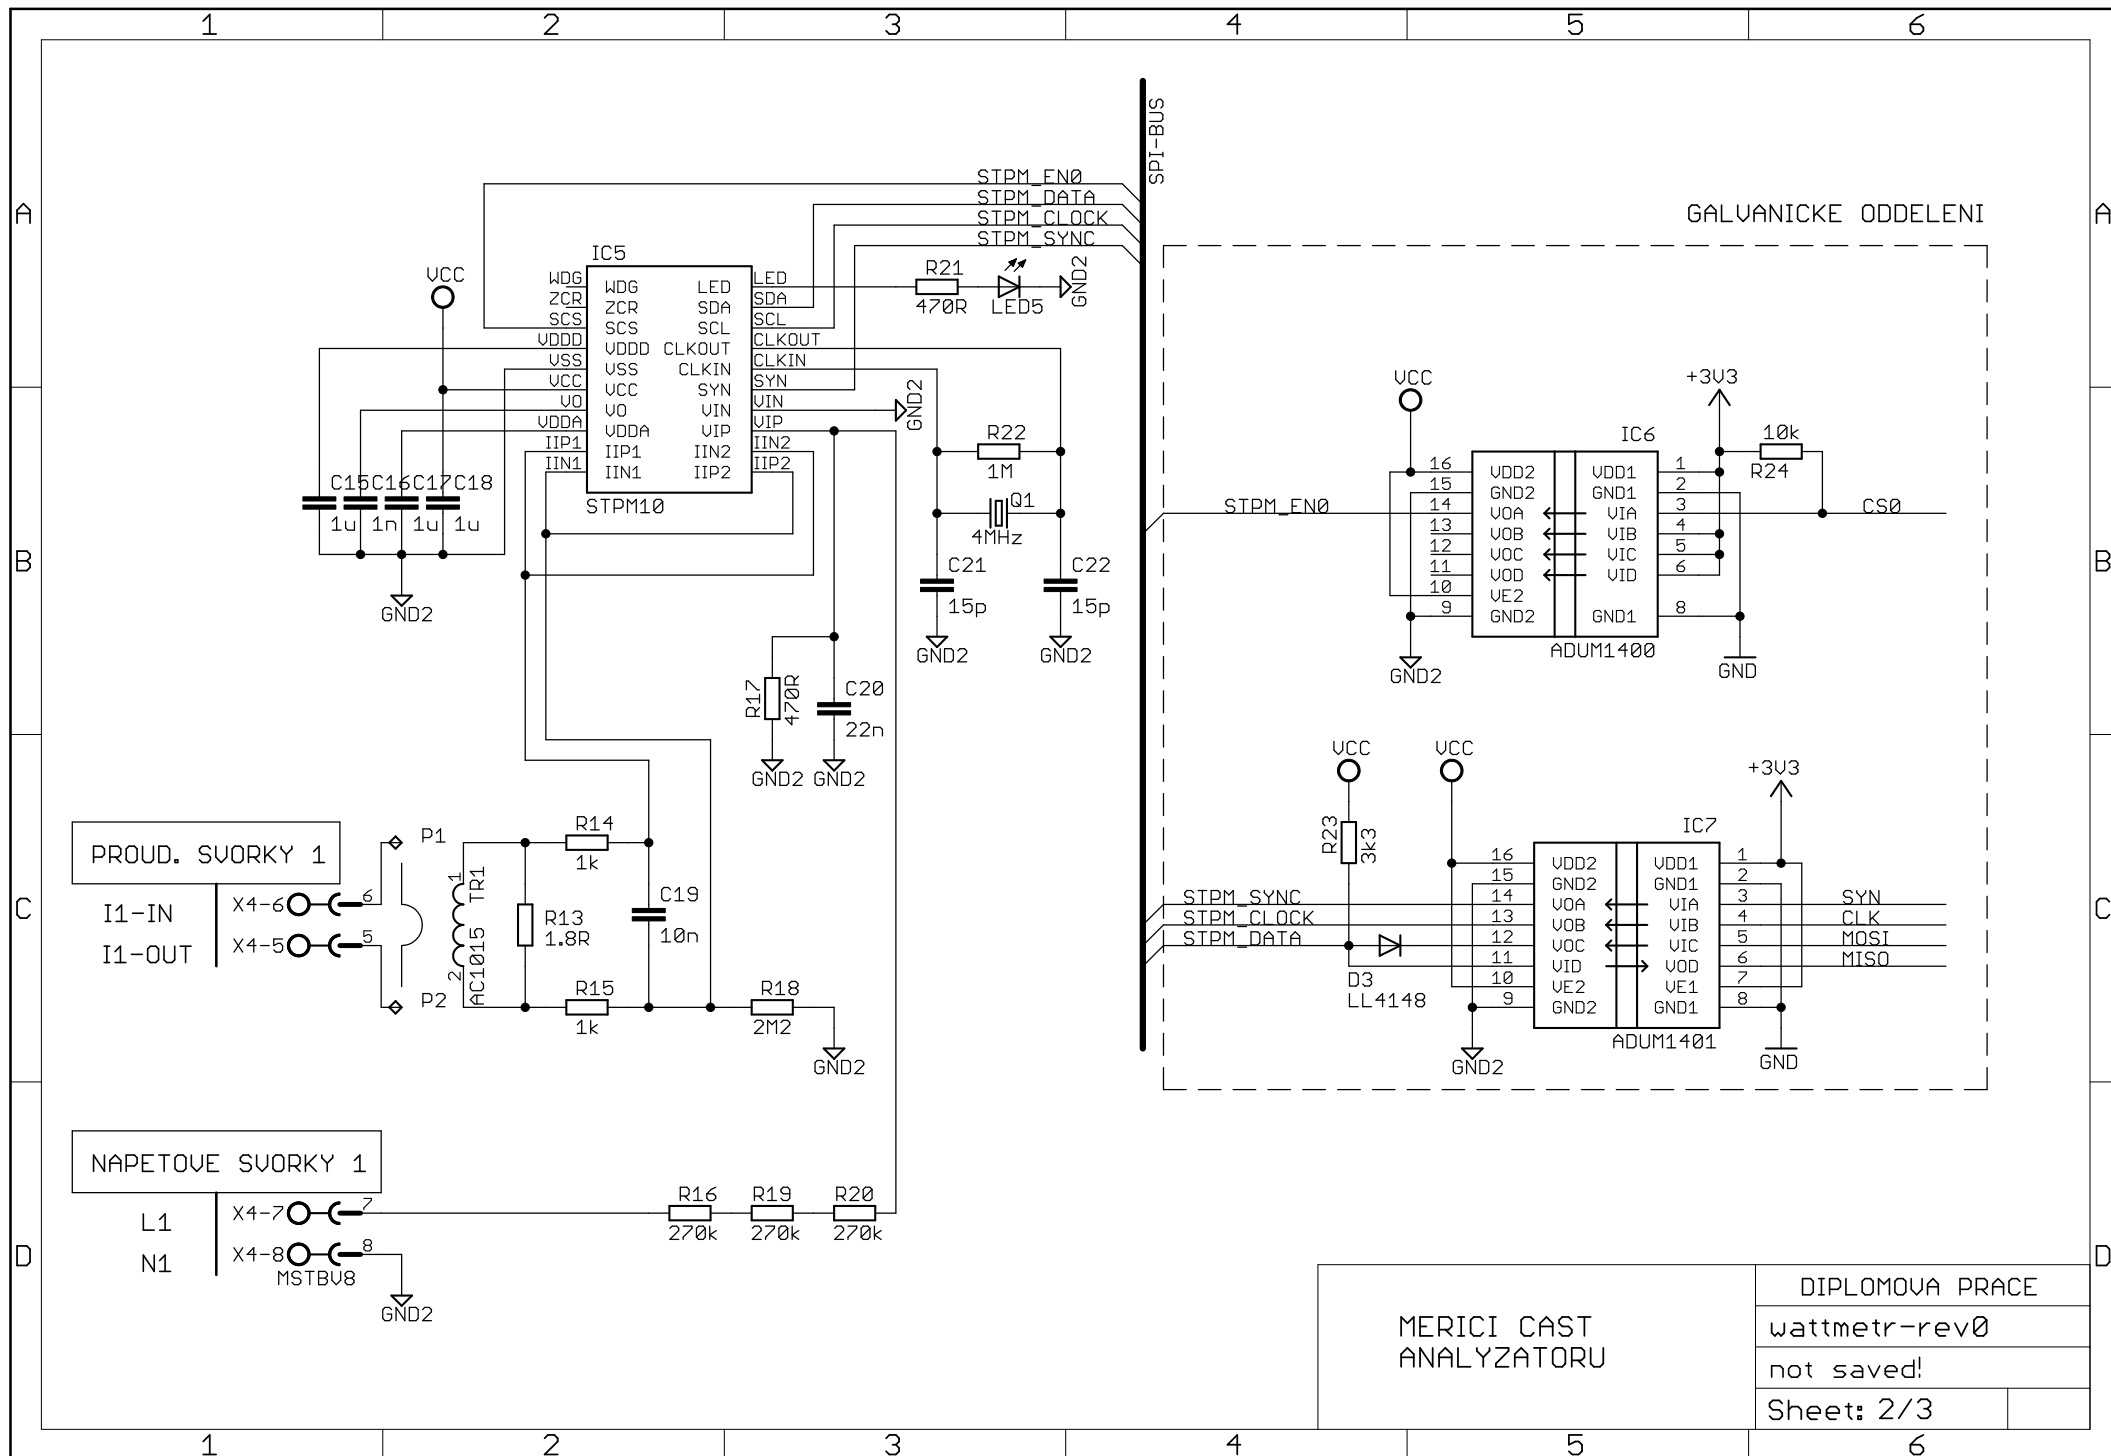 1 2 3 4 5 6
A A
B B
C C
D D
1 2 3 4 5 6
SPI-BUS
STPM_EN0
STPM_DATA
STPM_CLOCK
STPM_SYNC
IC5
VCC
WDG WDG LED LED
ZCR ZCR SDA SDA
SCS SCS SCL SCL
VDDD VDDD CLKOUT CLKOUT
VSS VSS CLKIN CLKIN
VCC VCC SYN SYN
VO VO VIN VIN
VDDA VDDA VIP VIP
IIP1 IIP1 IIN2 IIN2
IIN1 IIN1 IIP2 IIP2
STPM10
R21
470R
LED5
GND2
GND2
C15 C16 C17 C18
1u 1n 1u 1u
GND2
R22
1M
Q1
4MHz
C21
15p
GND2
C22
15p
GND2
R17
470R
GND2
C20
22n
GND2
PROUD. SVORKY 1
I1-IN
X4-6
6
I1-OUT
X4-5
5
P1
P2
1
2
AC1015 TR1
R13
1.8R
R14
1k
R15
1k
C19
10n
R18
2M2
GND2
NAPETOVE SVORKY 1
L1
X4-7
7
N1
X4-8
8
MSTBV8
GND2
R16
270k
R19
270k
R20
270k
GALVANICKE ODDELENI
VCC
+3V3
IC6
10k
R24
STPM_EN0
CS0
16 VDD2 VDD1 1
15 GND2 GND1 2
14 VOA VIA 3
13 VOB VIB 4
12 VOC VIC 5
11 VOD VID 6
10 VE2
9 GND2 GND1 8
ADUM1400
GND2
GND
VCC
VCC
+3V3
R23
3k3
IC7
STPM_SYNC
STPM_CLOCK
STPM_DATA
D3
LL4148
16 VDD2 VDD1 1
15 GND2 GND1 2
14 VOA VIA 3 SYN
13 VOB VIB 4 CLK
12 VOC VIC 5 MOSI
11 VID VOD 6 MISO
10 VE2 VE1 7
9 GND2 GND1 8
ADUM1401
GND2
GND
MERICI CAST
ANALYZATORU
DIPLOMOVA PRACE
wattmetr-rev0
not saved!
Sheet: 2/3